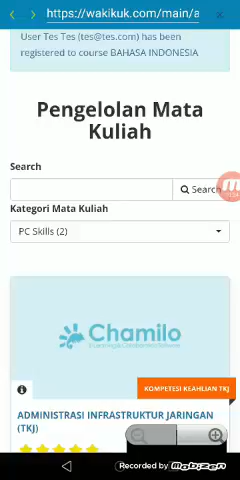 https://wakikuk.com/main/a
User Tes Tes (tes@tes.com) has been
registered to course BAHASA INDONESIA
Pengelolan Mata
Kuliah
Search
Search
Kategori Mata Kuliah
PC Skills (2)
Chamilo
KOMPETESI KEAHLIAN TKJ
ADMINISTRASI INFRASTRUKTUR JARINGAN
(TKJ)
Recorded by Mobizen